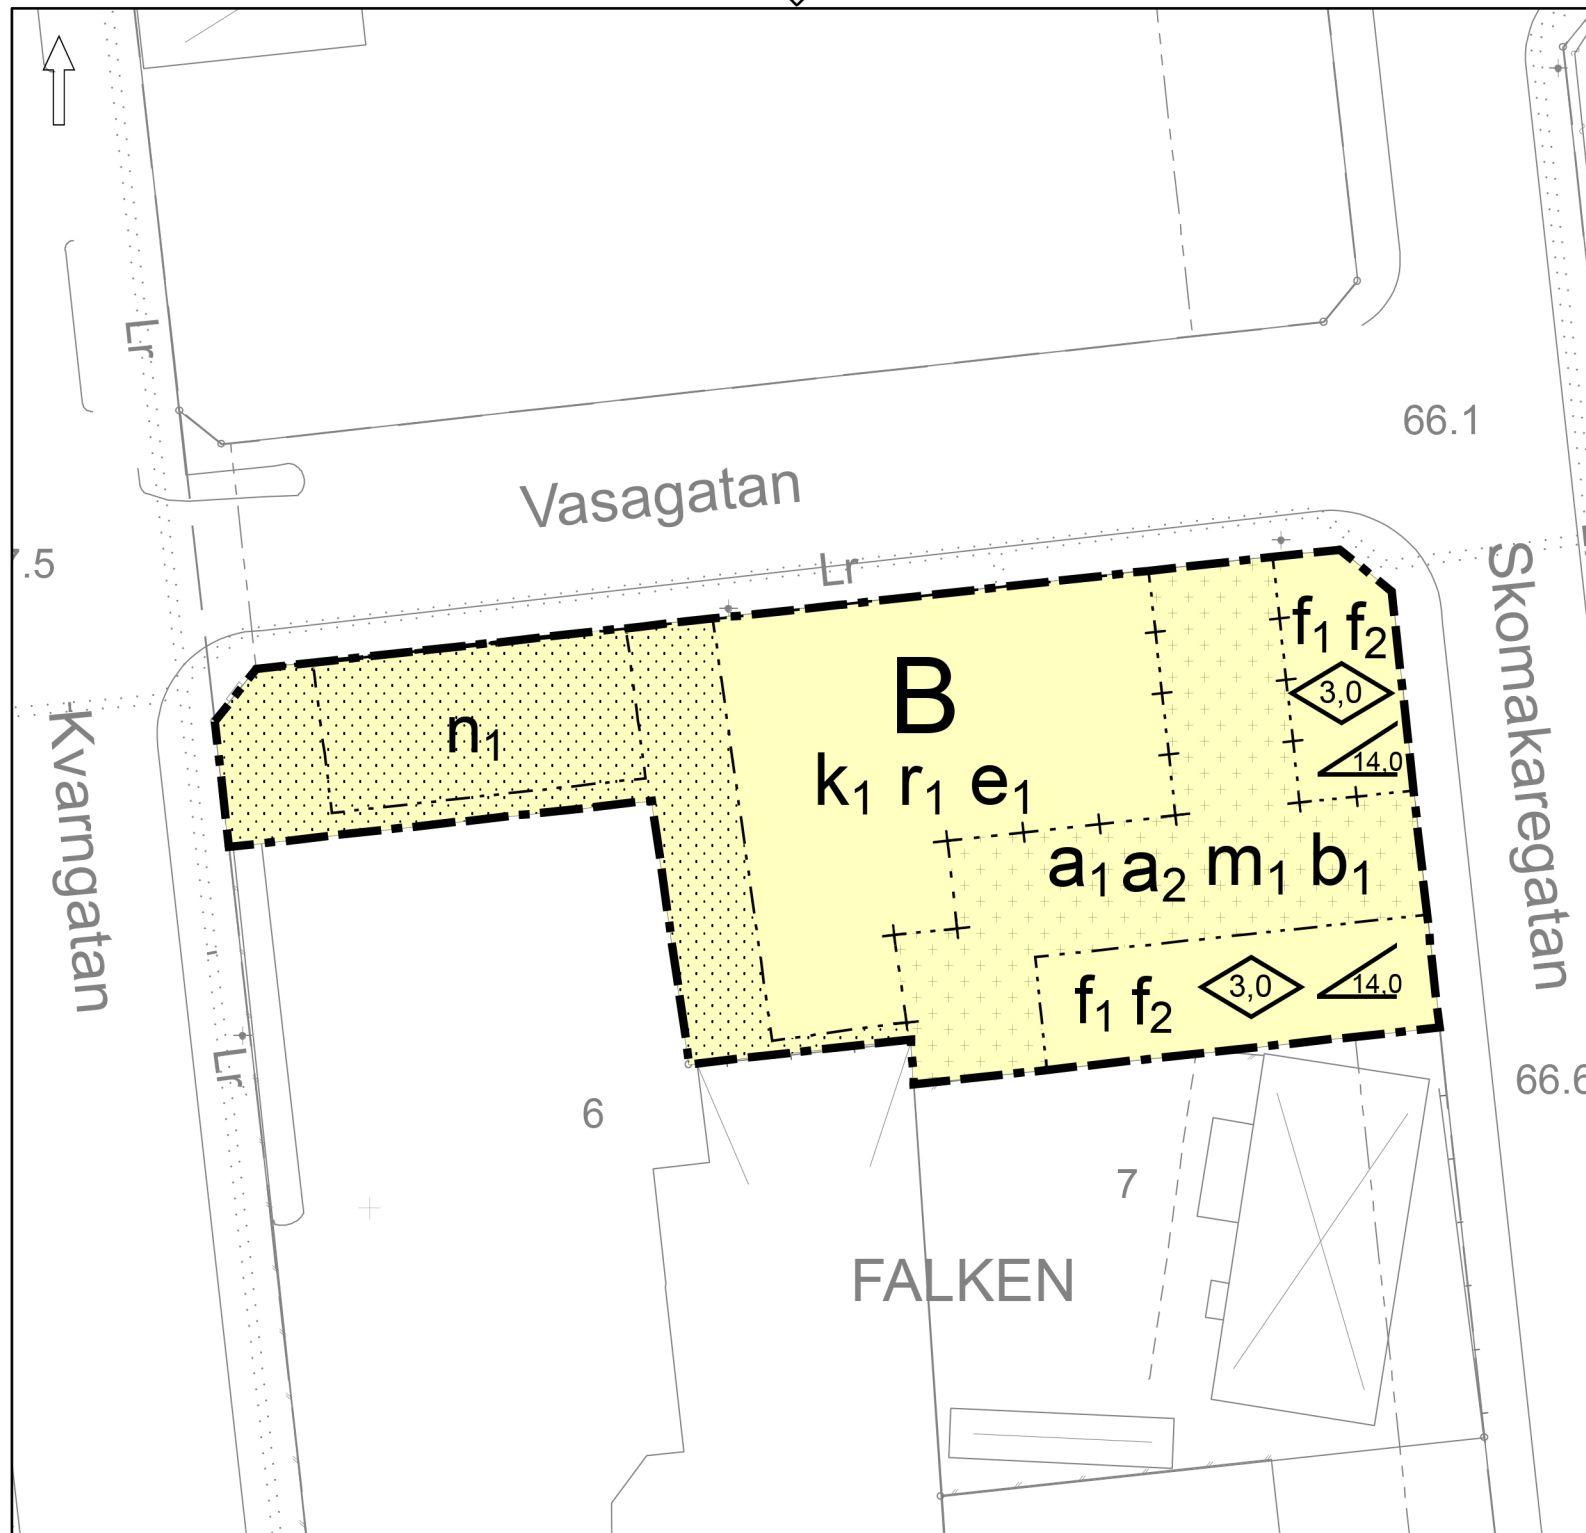 Lr
66.1
Vasagatan
7.5
Lr
Skomakaregatan
f₁ f₂
3,0
14,0
B
n₁
k₁ r₁ e₁
Kvarngatan
a₁ a₂ m₁ b₁
f₁ f₂ 3,0 14,0
Lr
6
66.6
7
FALKEN